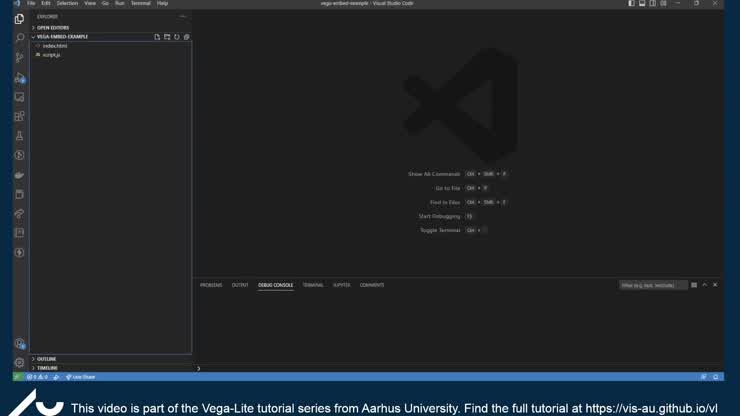 File Edit Selection View Go Run Terminal Help
vega-embed-example - Visual Studio Code
EXPLORER
OPEN EDITORS
VEGA-EMBED-EXAMPLE
index.html
script.js
Show All Commands Ctrl + Shift + P
Go to File Ctrl + P
Find in Files Ctrl + Shift + F
Start Debugging F5
Toggle Terminal Ctrl +
PROBLEMS OUTPUT DEBUG CONSOLE TERMINAL JUPYTER COMMENTS
Filter (e.g. text, !exclude)
OUTLINE
TIMELINE
0 0 Live Share
This video is part of the Vega-Lite tutorial series from Aarhus University. Find the full tutorial at https://vis-au.github.io/vl